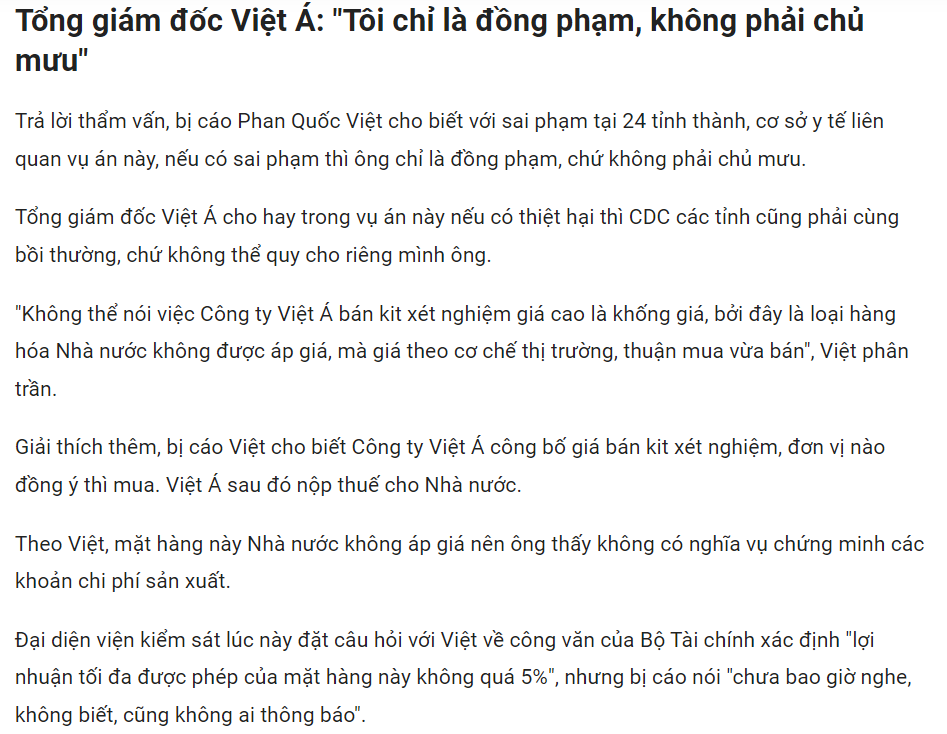 Tổng giám đốc Việt Á: "Tôi chỉ là đồng phạm, không phải chủ
mưu"
Trả lời thẩm vấn, bị cáo Phan Quốc Việt cho biết với sai phạm tại 24 tỉnh thành, cơ sở y tế liên
quan vụ án này, nếu có sai phạm thì ông chỉ là đồng phạm, chứ không phải chủ mưu.
Tổng giám đốc Việt Á cho hay trong vụ án này nếu có thiệt hại thì CDC các tỉnh cũng phải cùng
bồi thường, chứ không thể quy cho riêng mình ông.
"Không thể nói việc Công ty Việt Á bán kit xét nghiệm giá cao là khống giá, bởi đây là loại hàng
hóa Nhà nước không được áp giá, mà giá theo cơ chế thị trường, thuận mua vừa bán", Việt phân
trần.
Giải thích thêm, bị cáo Việt cho biết Công ty Việt Á công bố giá bán kit xét nghiệm, đơn vị nào
đồng ý thì mua. Việt Á sau đó nộp thuế cho Nhà nước.
Theo Việt, mặt hàng này Nhà nước không áp giá nên ông thấy không có nghĩa vụ chứng minh các
khoản chi phí sản xuất.
Đại diện viện kiểm sát lúc này đặt câu hỏi với Việt về công văn của Bộ Tài chính xác định "lợi
nhuận tối đa được phép của mặt hàng này không quá 5%", nhưng bị cáo nói "chưa bao giờ nghe,
không biết, cũng không ai thông báo".